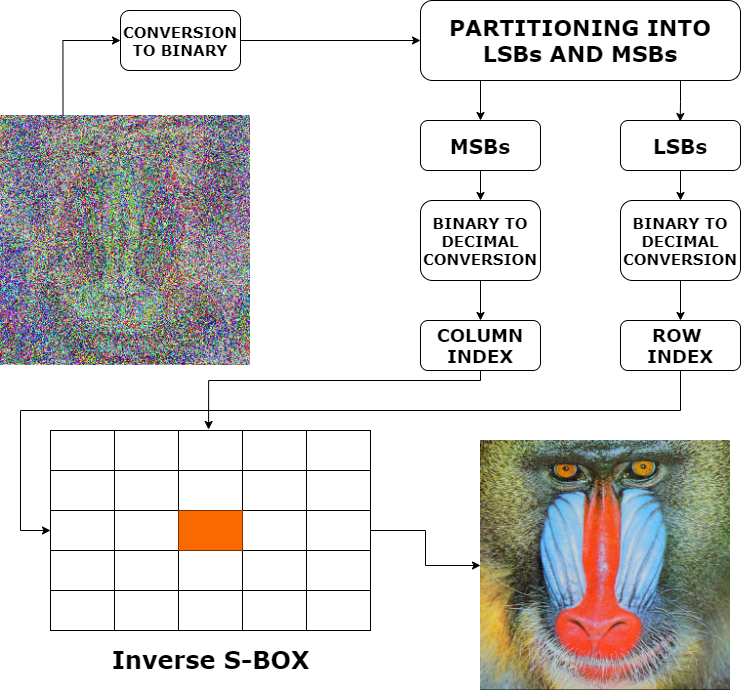 CONVERSION
TO BINARY
PARTITIONING INTO
LSBs AND MSBs
MSBs
LSBs
BINARY TO
DECIMAL
CONVERSION
BINARY TO
DECIMAL
CONVERSION
COLUMN
INDEX
ROW
INDEX
Inverse S-BOX